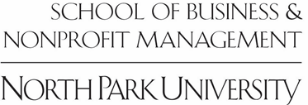 SCHOOL OF BUSINESS &
NONPROFIT MANAGEMENT
NORTH PARK UNIVERSITY